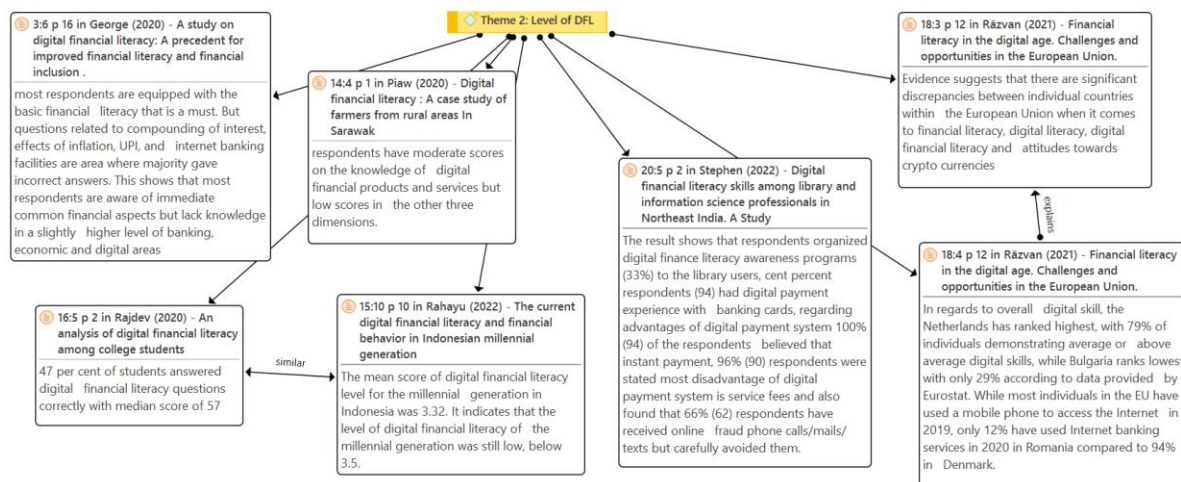 Theme 2: Level of DFL
3:6 p 16 in George (2020) - A study on
digital financial literacy: A precedent for
improved financial literacy and financial
inclusion .
most respondents are equipped with the
basic financial literacy that is a must. But
questions related to compounding of interest,
effects of inflation, UPI, and internet banking
facilities are area where majority gave
incorrect answers. This shows that most
respondents are aware of immediate
common financial aspects but lack knowledge
in a slightly higher level of banking,
economic and digital areas
14:4 p 1 in Piaw (2020) - Digital
financial literacy : A case study of
farmers from rural areas In
Sarawak
respondents have moderate scores
on the knowledge of digital
financial products and services but
low scores in the other three
dimensions.
18:3 p 12 in Răzvan (2021) - Financial
literacy in the digital age. Challenges and
opportunities in the European Union.
Evidence suggests that there are significant
discrepancies between individual countries
within the European Union when it
comes to financial literacy, digital literacy, digital
financial literacy and attitudes towards
crypto currencies
20:5 p 2 in Stephen (2022) - Digital
financial literacy skills among library and
information science professionals in
Northeast India. A Study
The result shows that respondents organized
digital finance literacy awareness programs
(33%) to the library users, cent percent
respondents (94) had digital payment
experience with banking cards, regarding
advantages of digital payment system 100%
(94) of the respondents believed that
instant payment, 96% (90) respondents were
stated most disadvantage of digital
payment system is service fees and also
found that 66% (62) respondents have
received online fraud phone calls/mails/
texts but carefully avoided them.
explains
18:4 p 12 in Răzvan (2021) - Financial literacy
in the digital age. Challenges and
opportunities in the European Union.
In regards to overall digital skill, the
Netherlands has ranked highest, with 79% of
individuals demonstrating average or above
average digital skills, while Bulgaria ranks lowest
with only 29% according to data provided by
Eurostat. While most individuals in the EU have
used a mobile phone to access the Internet in
2019, only 12% have used Internet banking
services in 2020 in Romania compared to 94%
in Denmark.
16:5 p 2 in Rajdev (2020) - An
analysis of digital financial literacy
among college students
47 per cent of students answered
digital financial literacy questions
correctly with median score of 57
similar
15:10 p 10 in Rahayu (2022) - The current
digital financial literacy and financial
behavior in Indonesian millennial
generation
The mean score of digital financial literacy
level for the millennial generation in
Indonesia was 3.32. It indicates that the
level of digital financial literacy of the
millennial generation was still low, below
3.5.